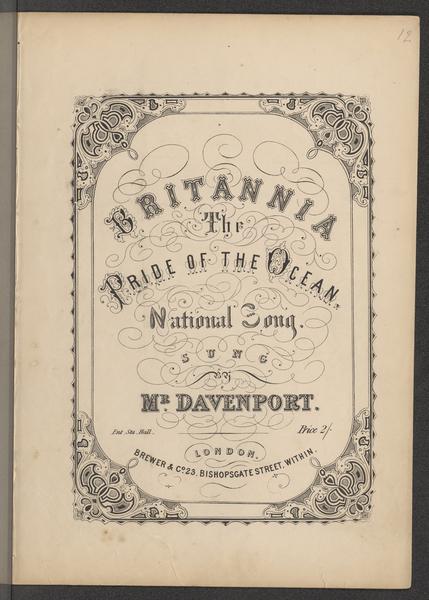 12
BRITANNIA
The
PRIDE OF THE OCEAN,
National Song.
SUNG
BY
MR DAVENPORT.
Ent. Sta. Hall.
Price 2/-
LONDON.
BREWER & CO 23. BISHOPSGATE STREET, WITHIN.